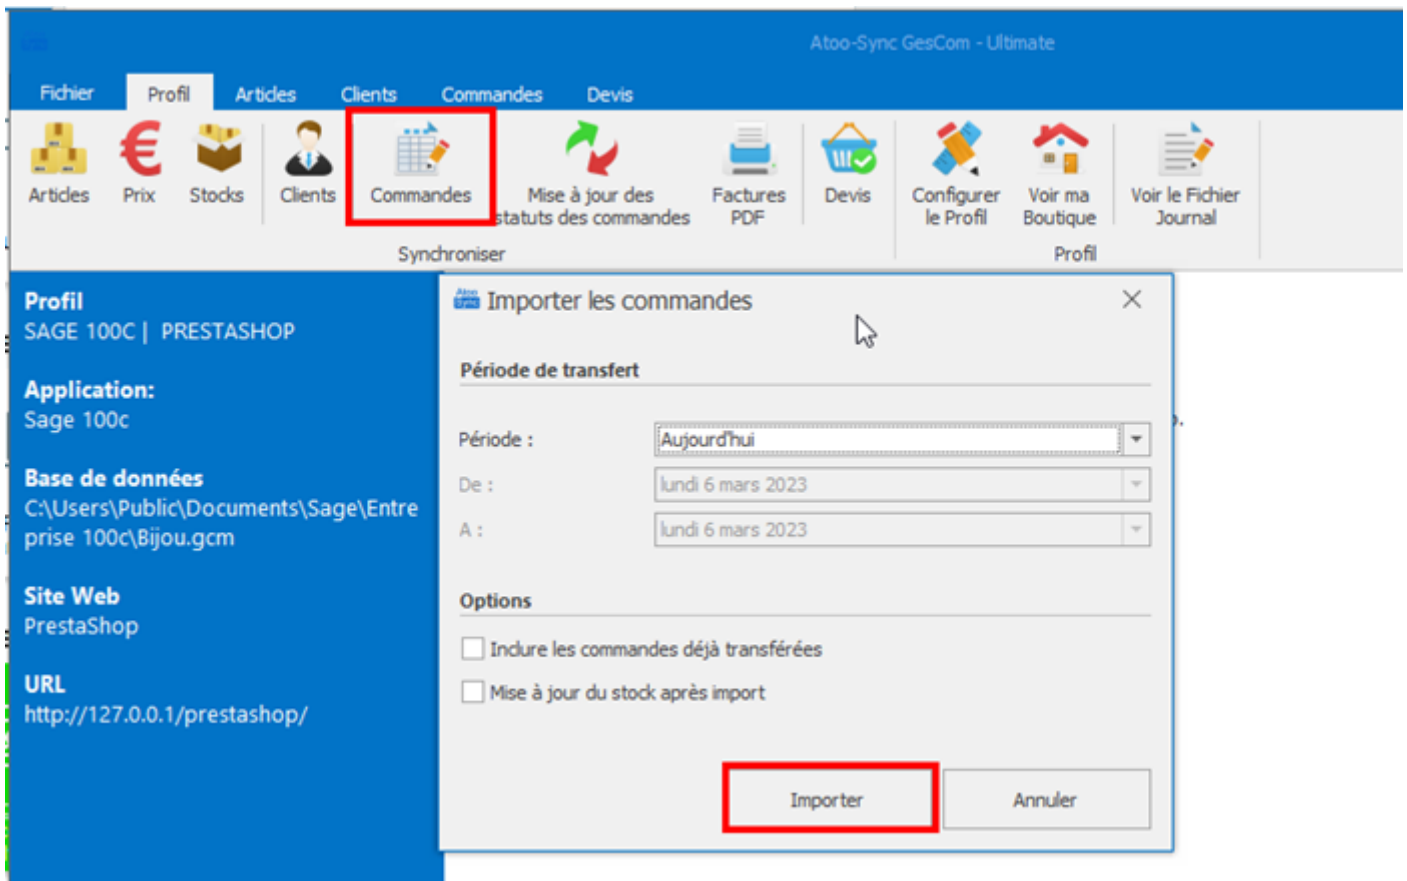 Atoo-Sync GesCom - Ultimate
Fichier Profil Articles Clients Commandes Devis
Articles Prix Stocks Clients Commandes Mise à jour des statuts des commandes Factures PDF Devis Configurer le Profil Voir ma Boutique Voir le Fichier Journal
Synchroniser Profil
Profil
SAGE 100C | PRESTASHOP
Application:
Sage 100c
Base de données
C:\Users\Public\Documents\Sage\Entre
prise 100c\Bijou.gcm
Site Web
PrestaShop
URL
http://127.0.0.1/prestashop/
Atoo Sync Importer les commandes
Période de transfert
Période : Aujourd'hui
De : lundi 6 mars 2023
A : lundi 6 mars 2023
Options
Inclure les commandes déjà transférées
Mise à jour du stock après import
Importer Annuler